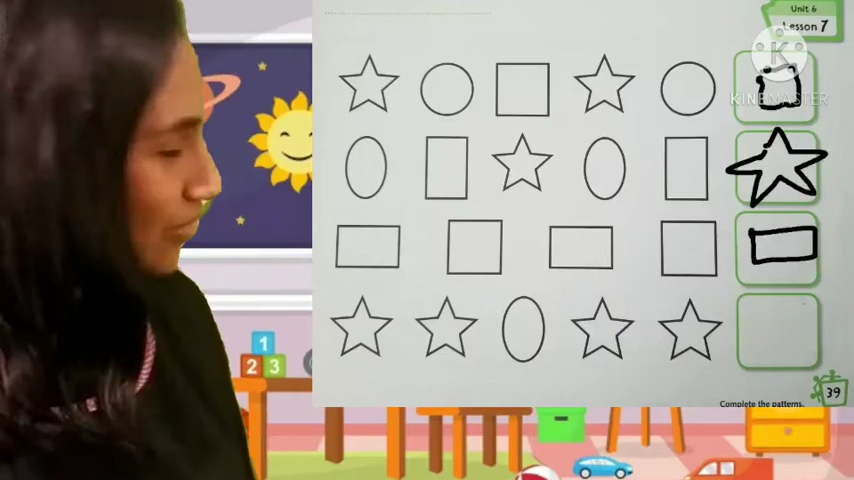 Unit 6
Lesson 7
KINEMASTER
1
2 3
39
Complete the patterns.